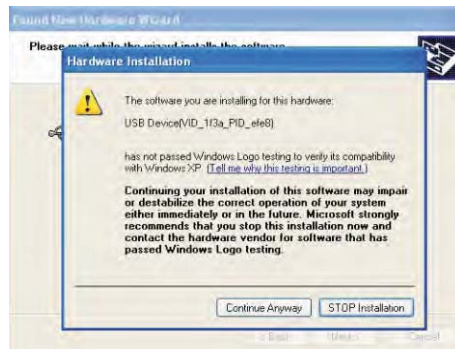 Found New Hardware Wizard
Please wait while the wizard installs the software
Hardware Installation
The software you are installing for this hardware:
USB Device(VID_1f3a_PID_efe8)
has not passed Windows Logo testing to verify its compatibility
with Windows XP. (Tell me why this testing is important.)
Continuing your installation of this software may impair
or destabilize the correct operation of your system
either immediately or in the future. Microsoft strongly
recommends that you stop this installation now and
contact the hardware vendor for software that has
passed Windows Logo testing.
Continue Anyway STOP Installation
< Back Next > Cancel